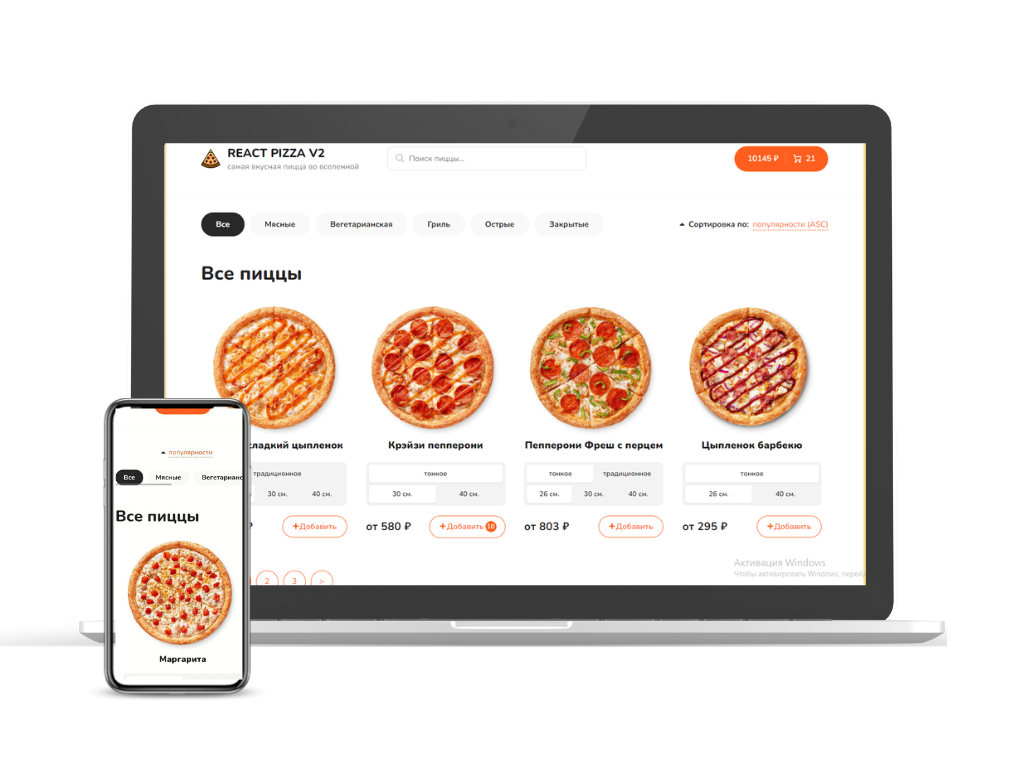 REACT PIZZA V2
самая вкусная пицца во вселенной
Поиск пиццы...
10145 ₽ 21
Все Мясные Вегетарианская Гриль Острые Закрытые
Сортировка по: популярности (ASC)
Все пиццы
сладкий цыпленок
традиционное
30 см. 40 см.
₽ +Добавить
Крэйзи пепперони
тонкое
30 см. 40 см.
от 580 ₽ +Добавить 10
Пепперони Фреш с перцем
тонкое традиционное
26 см. 30 см. 40 см.
от 803 ₽ +Добавить
Цыпленок барбекю
тонкое
26 см. 40 см.
от 295 ₽ +Добавить
2 3 >
Активация Windows
Чтобы активировать Windows, перей
популярности
Все Мясные Вегетарианс
Все пиццы
Маргарита